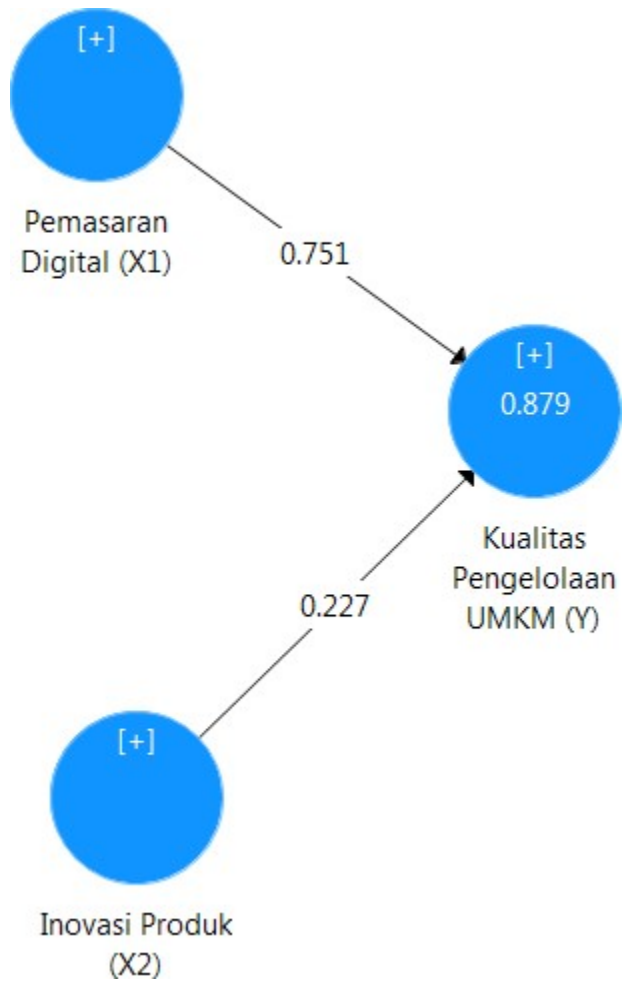 [+]
Pemasaran
Digital (X1)
0.751
[+]
0.879
Kualitas
Pengelolaan
UMKM (Y)
0.227
[+]
Inovasi Produk
(X2)